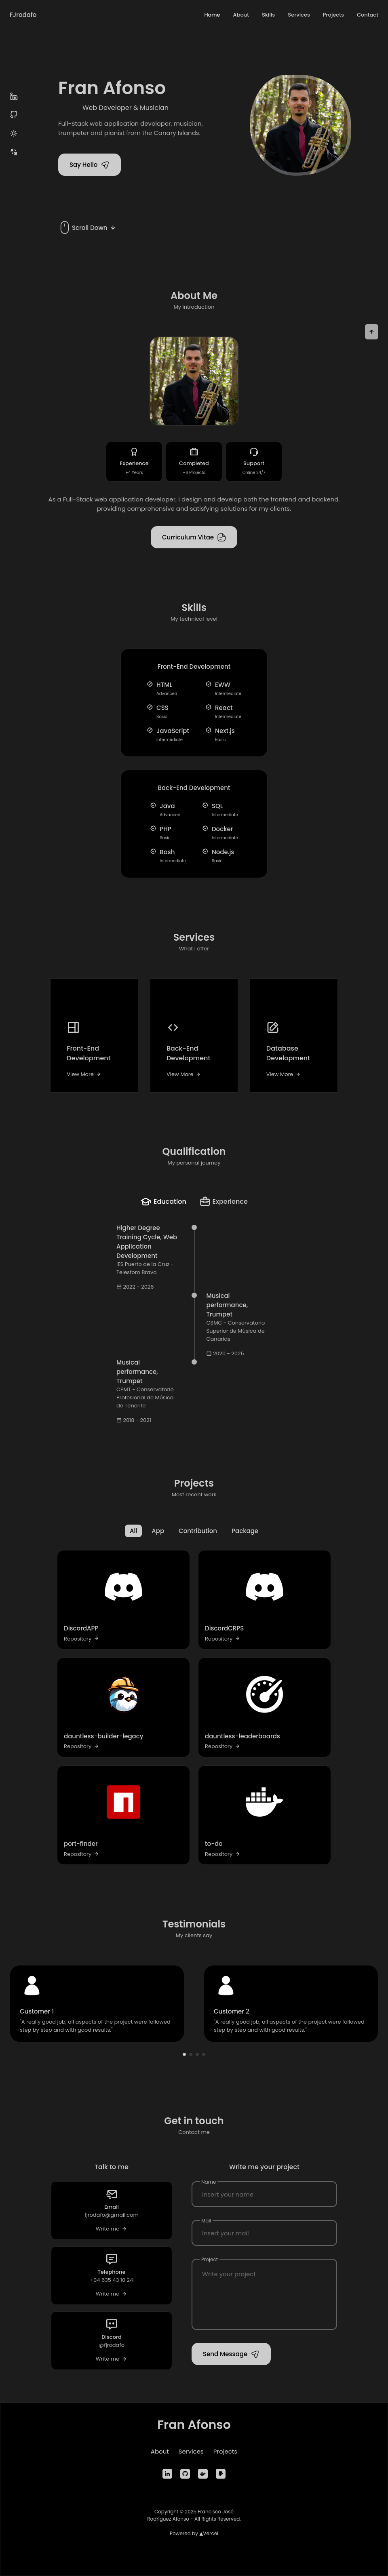 FJrodafo
Home
About
Skills
Services
Projects
Contact
Fran Afonso
Web Developer & Musician
Full-Stack web application developer, musician,
trumpeter and pianist from the Canary Islands.
Say Hello
Scroll Down
About Me
My introduction
Experience
+4 Years
Completed
+6 Projects
Support
Online 24/7
As a Full-Stack web application developer, I design and develop both the frontend and backend,
providing comprehensive and satisfying solutions for my clients.
Curriculum Vitae
Skills
My technical level
Front-End Development
HTML
Advanced
CSS
Basic
JavaScript
Intermediate
EWW
Intermediate
React
Intermediate
Next.js
Basic
Back-End Development
Java
Advanced
PHP
Basic
Bash
Intermediate
SQL
Intermediate
Docker
Intermediate
Node.js
Basic
Services
What I offer
Front-End
Development
View More
Back-End
Development
View More
Database
Development
View More
Qualification
My personal journey
Education
Experience
Higher Degree
Training Cycle, Web
Application
Development
IES Puerto de la Cruz -
Telesforo Bravo
2022 - 2026
Musical
performance,
Trumpet
CSMC - Conservatorio
Superior de Música de
Canarias
2020 - 2025
Musical
performance,
Trumpet
CPMT - Conservatorio
Profesional de Música
de Tenerife
2018 - 2021
Projects
Most recent work
All
App
Contribution
Package
DiscordAPP
Repository
DiscordCRPS
Repository
dauntless-builder-legacy
Repository
dauntless-leaderboards
Repository
port-finder
Repository
to-do
Repository
Testimonials
My clients say
Customer 1
"A really good job, all aspects of the project were followed
step by step and with good results."
Customer 2
"A really good job, all aspects of the project were followed
step by step and with good results."
Get in touch
Contact me
Talk to me
Email
fjrodafo@gmail.com
Write me
Telephone
+34 635 43 10 24
Write me
Discord
@fjrodafo
Write me
Write me your project
Name
Insert your name
Mail
Insert your mail
Project
Write your project
Send Message
Fran Afonso
About
Services
Projects
Copyright © 2025 Francisco José
Rodríguez Afonso - All Rights Reserved.
Powered by ▲Vercel